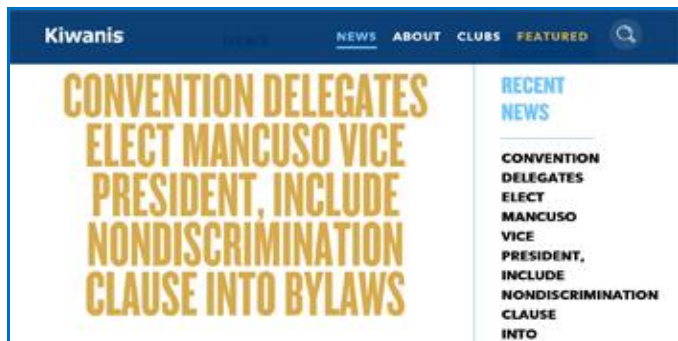 Kiwanis NEWS NEWS ABOUT CLUBS FEATURED
CONVENTION DELEGATES
ELECT MANCUSO VICE
PRESIDENT, INCLUDE
NONDISCRIMINATION
CLAUSE INTO BYLAWS
RECENT
NEWS
CONVENTION
DELEGATES
ELECT
MANCUSO
VICE
PRESIDENT,
INCLUDE
NONDISCRIMINATION
CLAUSE
INTO